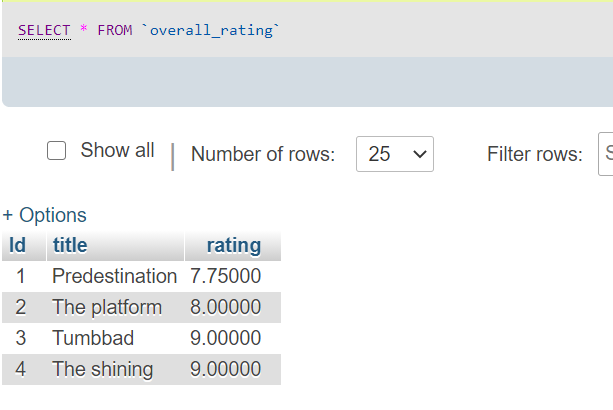 SELECT * FROM `overall_rating`
Show all | Number of rows: 25 Filter rows:
+ Options
Id title rating
1 Predestination 7.75000
2 The platform 8.00000
3 Tumbbad 9.00000
4 The shining 9.00000